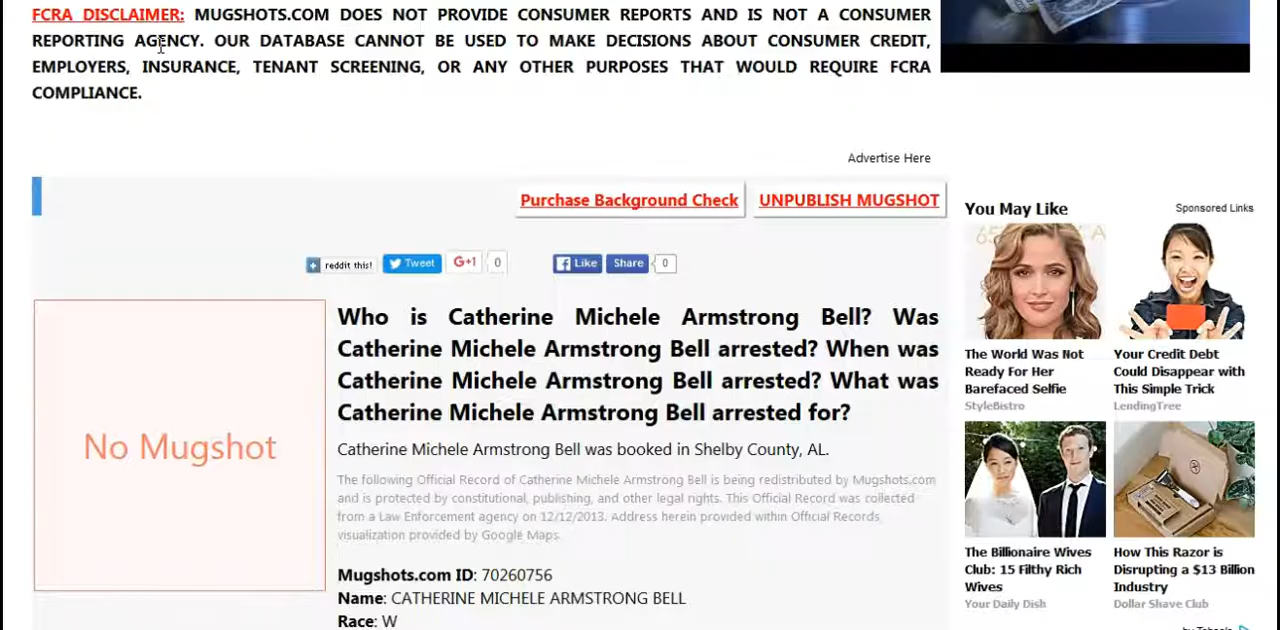 FCRA DISCLAIMER: MUGSHOTS.COM DOES NOT PROVIDE CONSUMER REPORTS AND IS NOT A CONSUMER
REPORTING AGENCY. OUR DATABASE CANNOT BE USED TO MAKE DECISIONS ABOUT CONSUMER CREDIT,
EMPLOYERS, INSURANCE, TENANT SCREENING, OR ANY OTHER PURPOSES THAT WOULD REQUIRE FCRA
COMPLIANCE.
Advertise Here
Purchase Background Check
UNPUBLISH MUGSHOT
reddit this!
Tweet
G+1
0
Like
Share
0
No Mugshot
Who is Catherine Michele Armstrong Bell? Was
Catherine Michele Armstrong Bell arrested? When was
Catherine Michele Armstrong Bell arrested? What was
Catherine Michele Armstrong Bell arrested for?
Catherine Michele Armstrong Bell was booked in Shelby County, AL.
The following Official Record of Catherine Michele Armstrong Bell is being redistributed by Mugshots.com
and is protected by constitutional, publishing, and other legal rights. This Official Record was collected
from a Law Enforcement agency on 12/12/2013. Address herein provided within Official Records
visualization provided by Google Maps.
Mugshots.com ID: 70260756
Name: CATHERINE MICHELE ARMSTRONG BELL
Race: W
You May Like
Sponsored Links
The World Was Not
Ready For Her
Barefaced Selfie
StyleBistro
Your Credit Debt
Could Disappear with
This Simple Trick
LendingTree
The Billionaire Wives
Club: 15 Filthy Rich
Wives
Your Daily Dish
How This Razor is
Disrupting a $13 Billion
Industry
Dollar Shave Club